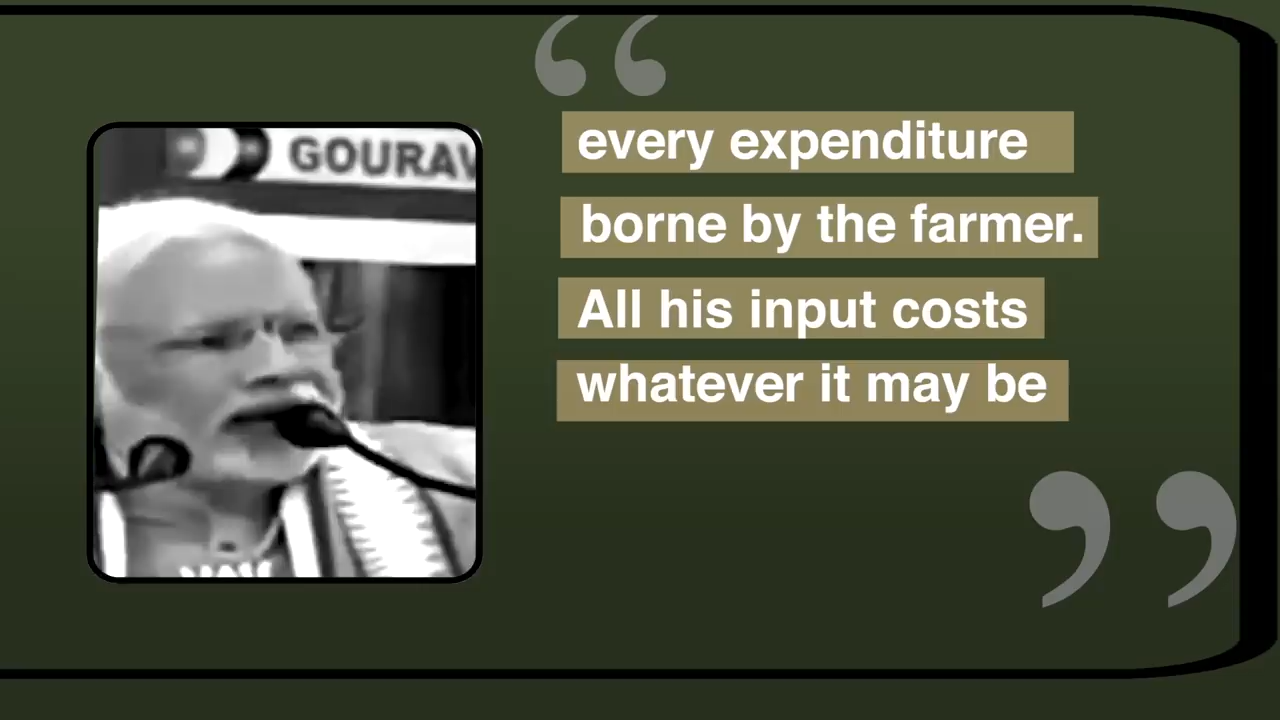 GOURAV
every expenditure
borne by the farmer.
All his input costs
whatever it may be